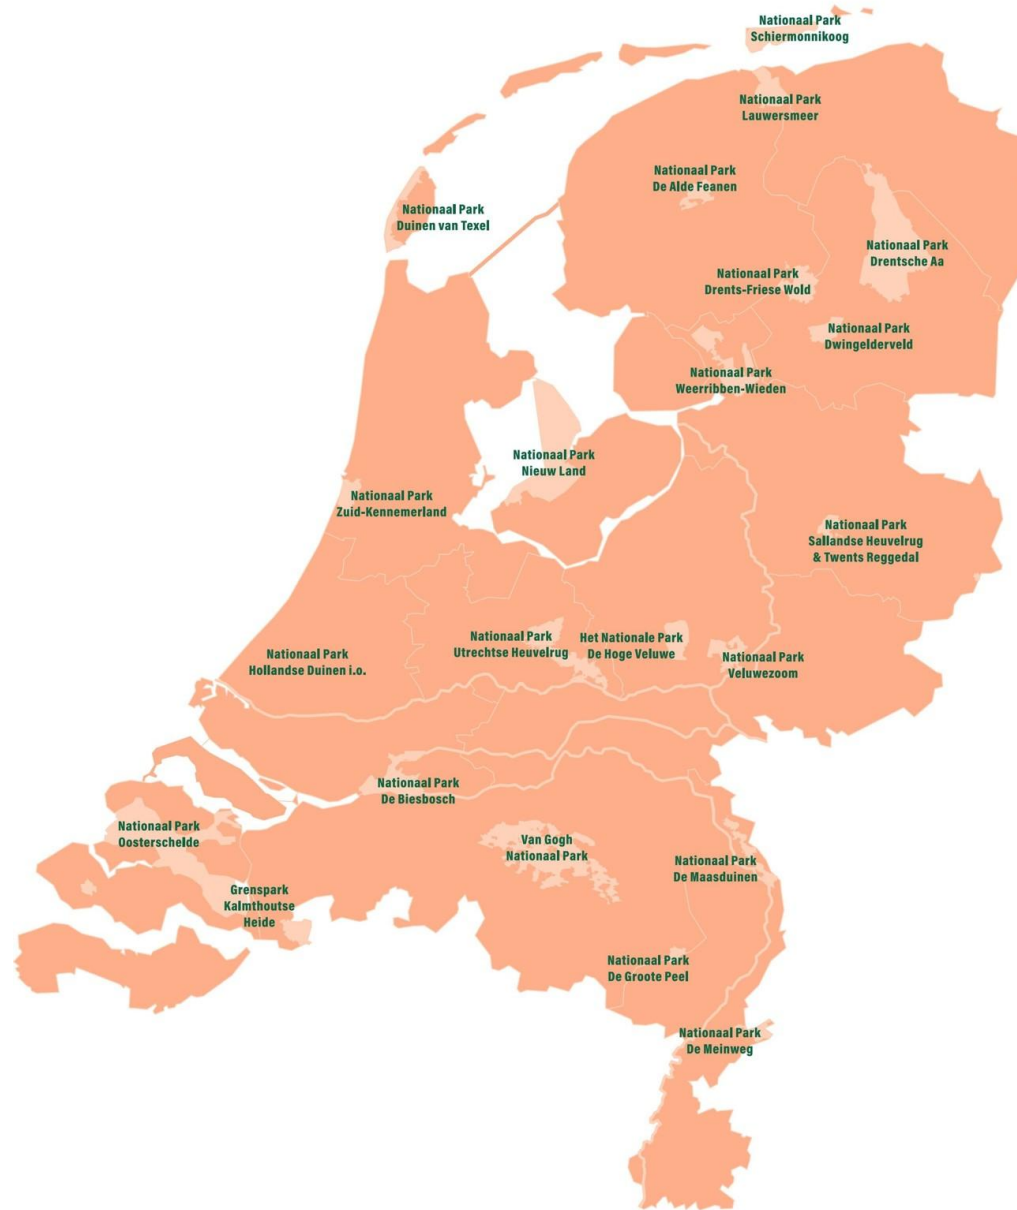 Nationaal Park
Schiermonnikoog
Nationaal Park
Lauwersmeer
Nationaal Park
De Alde Feanen
Nationaal Park
Duinen van Texel
Nationaal Park
Drentsche Aa
Nationaal Park
Drents-Friese Wold
Nationaal Park
Dwingelderveld
Nationaal Park
Weerribben-Wieden
Nationaal Park
Nieuw Land
Nationaal Park
Zuid-Kennemerland
Nationaal Park
Sallandse Heuvelrug
& Twents Reggedal
Nationaal Park
Utrechtse Heuvelrug
Het Nationale Park
De Hoge Veluwe
Nationaal Park
Hollandse Duinen i.o.
Nationaal Park
Veluwezoom
Nationaal Park
De Biesbosch
Nationaal Park
Oosterschelde
Van Gogh
Nationaal Park
Nationaal Park
De Maasduinen
Grenspark
Kalmthoutse
Heide
Nationaal Park
De Groote Peel
Nationaal Park
De Meinweg